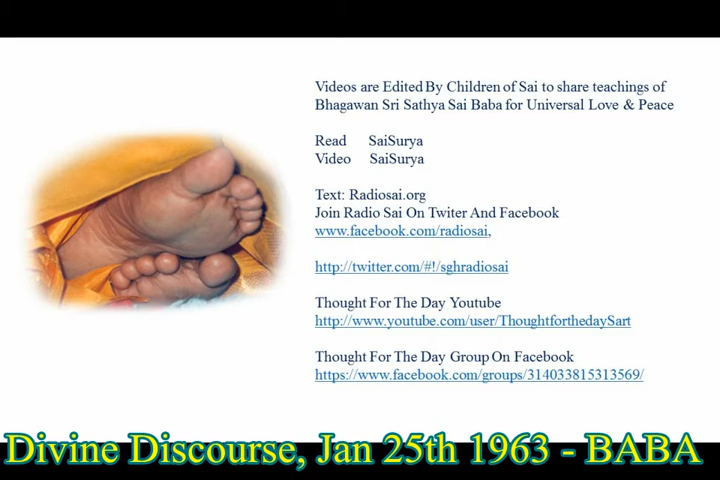 Videos are Edited By Children of Sai to share teachings of
Bhagawan Sri Sathya Sai Baba for Universal Love & Peace
Read SaiSurya
Video SaiSurya
Text: Radiosai.org
Join Radio Sai On Twiter And Facebook
www.facebook.com/radiosai,
http://twitter.com/#!/sghradiosai
Thought For The Day Youtube
http://www.youtube.com/user/ThoughtforthedaySart
Thought For The Day Group On Facebook
https://www.facebook.com/groups/314033815313569/
Divine Discourse, Jan 25th 1963 - BABA